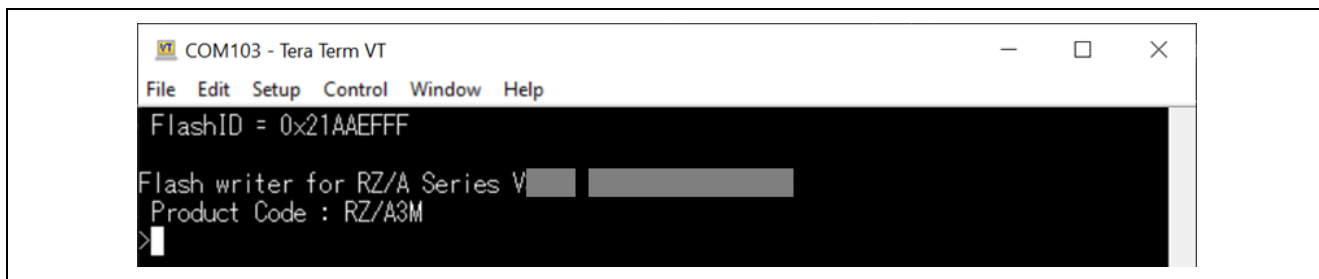 COM103 - Tera Term VT
File Edit Setup Control Window Help
FlashID = 0x21AAEFFF
Flash writer for RZ/A Series V
Product Code : RZ/A3M
>